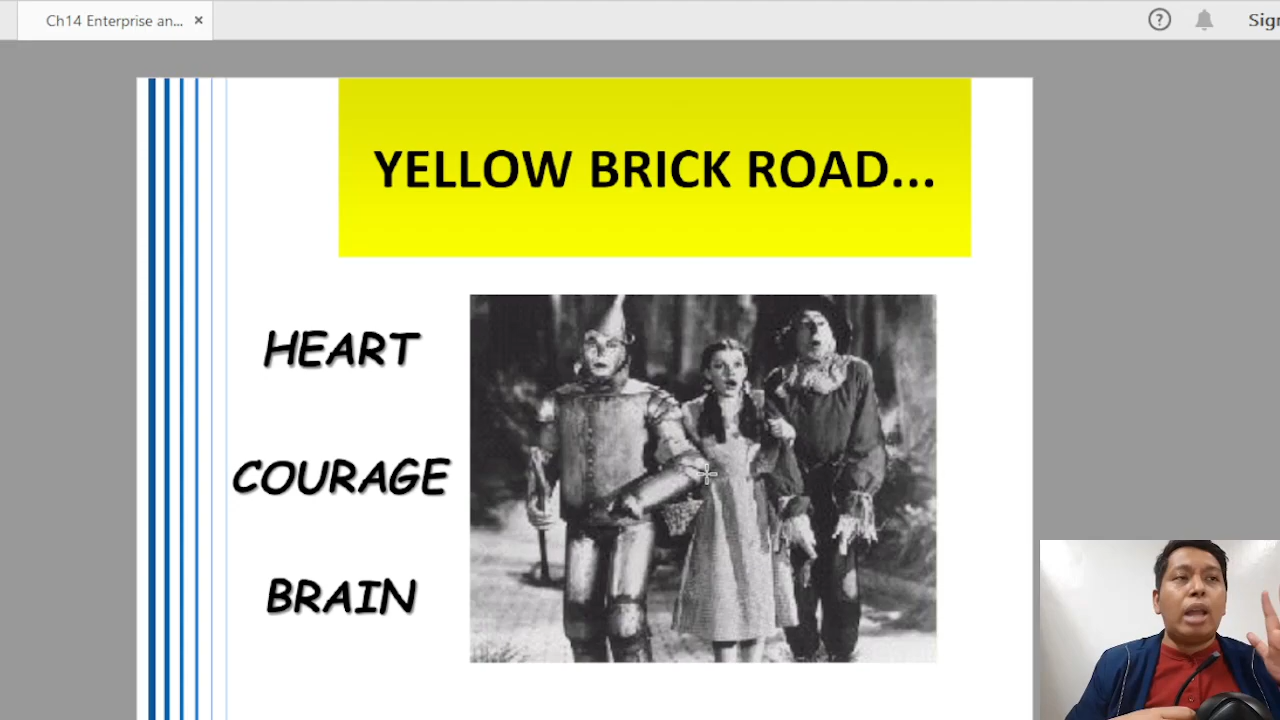 Ch14 Enterprise an...
Sign
YELLOW BRICK ROAD...
HEART
COURAGE
BRAIN